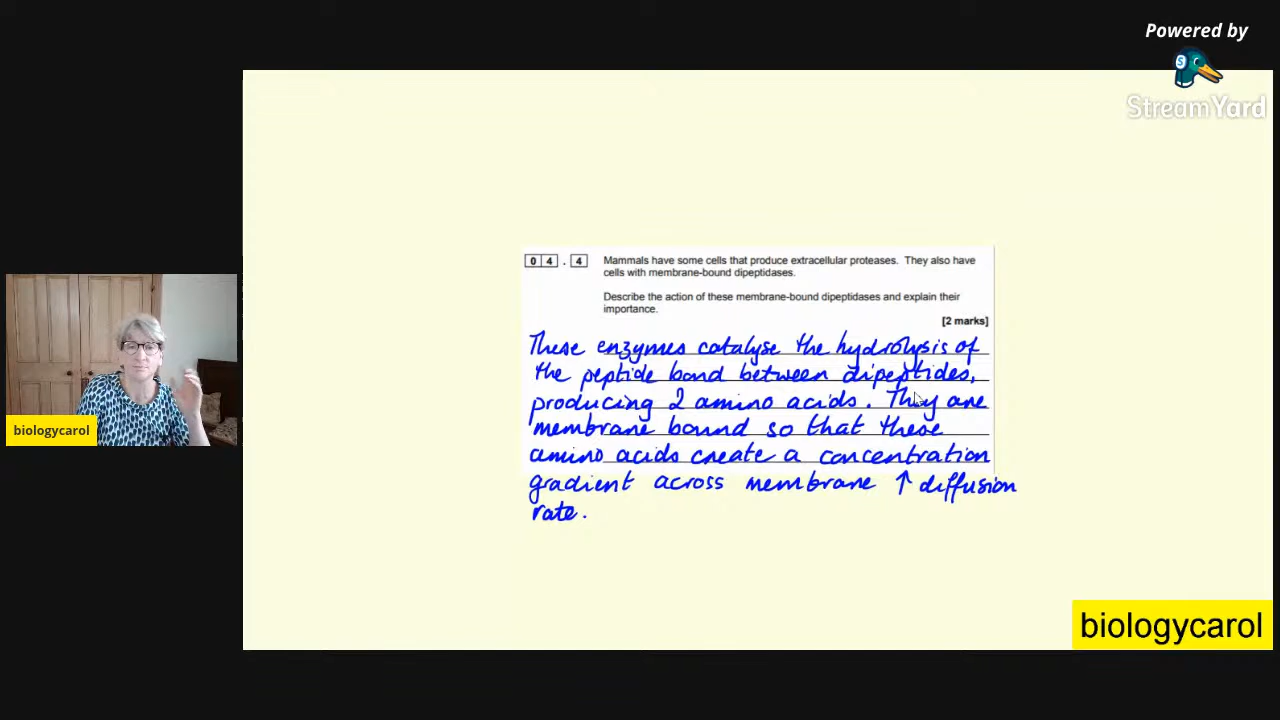 Powered by
S
StreamYard
04.4 Mammals have some cells that produce extracellular proteases. They also have
cells with membrane-bound dipeptidases.
Describe the action of these membrane-bound dipeptidases and explain their
importance.
[2 marks]
These enzymes catalyse the hydrolysis of
the peptide bond between dipeptides,
producing 2 amino acids. They are
membrane bound so that these
amino acids create a concentration
gradient across membrane ↑ diffusion
rate.
biologycarol
biologycarol